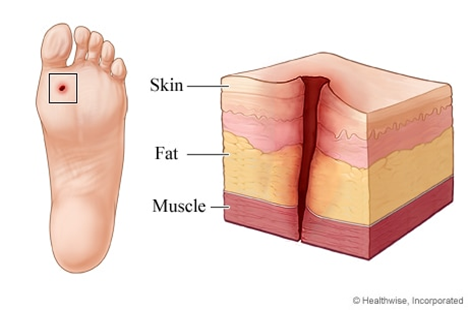 Skin
Fat
Muscle
© Healthwise, Incorporated